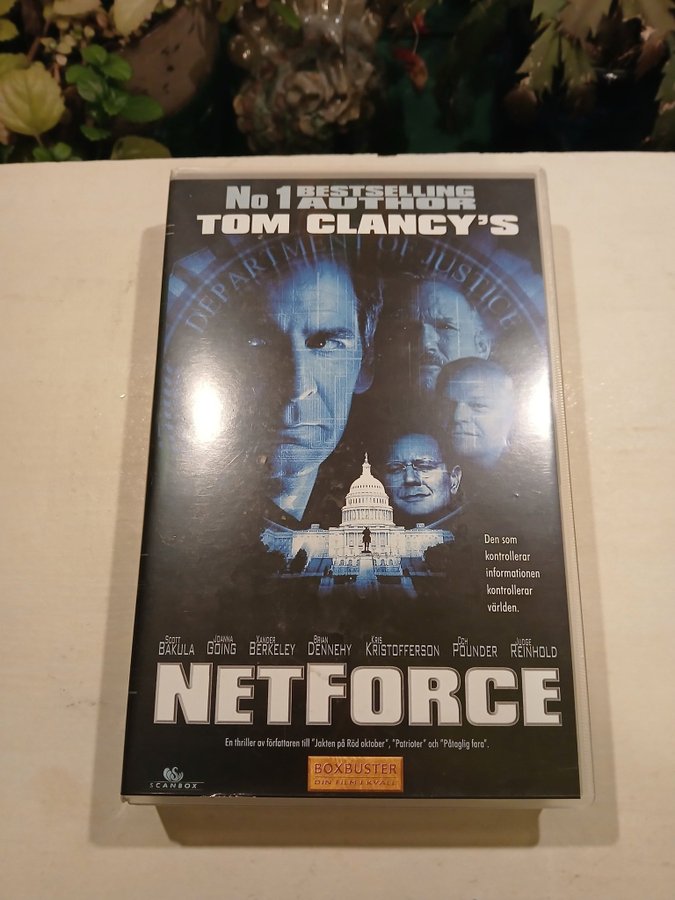 No 1 BESTSELLING AUTHOR
TOM CLANCY'S
DEPARTMENT OF JUSTICE
Den som
kontrollerar
informationen
kontrollerar
världen.
SCOTT BAKULA JOANNA GOING XANDER BERKELEY BRIAN DENNEHY KRIS KRISTOFFERSON CCH POUNDER JUDGE REINHOLD
NETFORCE
En thriller av författaren till "Jakten på Röd oktober", "Patrioter" och "Påtaglig fara".
BOXBUSTER
DIN FILM I KVÄLL
SCANBOX